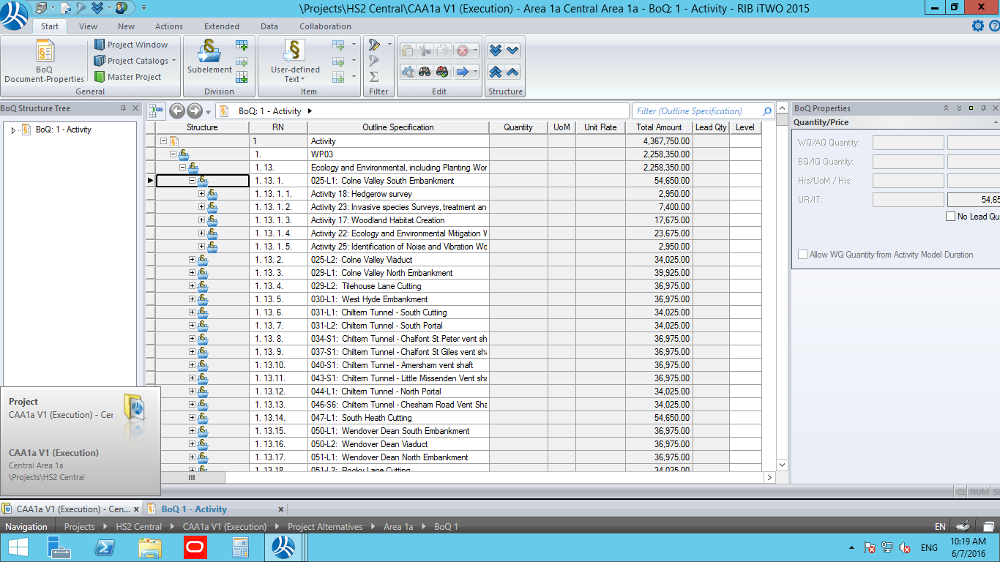 \Projects\HS2 Central\CAA1a V1 (Execution) - Area 1a Central Area 1a - BoQ: 1 - Activity - RIB iTWO 2015
Start View New Actions Extended Data Collaboration
BoQ Document-Properties
Project Window
Project Catalogs
Master Project
General
Subelement
Division
User-defined Text
Item
Filter
Edit
Structure
BoQ Structure Tree
BoQ: 1 - Activity
BoQ: 1 - Activity
Filter (Outline Specification)
Structure RN Outline Specification Quantity UoM Unit Rate Total Amount Lead Qty Level
1 Activity 4,367,750.00
1. WP03 2,258,350.00
1. 13. Ecology and Environmental, including Planting Wor 2,258,350.00
1. 13. 1. 025-L1: Colne Valley South Embankment 54,650.00
1. 13. 1. 1. Activity 18: Hedgerow survey 2,950.00
1. 13. 1. 2. Activity 23: Invasive species Surveys, treatment an 7,400.00
1. 13. 1. 3. Activity 17: Woodland Habitat Creation 17,675.00
1. 13. 1. 4. Activity 22: Ecology and Environmental Mitigation W 23,675.00
1. 13. 1. 5. Activity 25: Identification of Noise and Vibration Wo 2,950.00
1. 13. 2. 025-L2: Colne Valley Viaduct 34,025.00
1. 13. 3. 029-L1: Colne Valley North Embankment 39,925.00
1. 13. 4. 029-L2: Tilehouse Lane Cutting 36,975.00
1. 13. 5. 030-L1: West Hyde Embankment 36,975.00
1. 13. 6. 031-L1: Chiltern Tunnel - South Cutting 34,025.00
1. 13. 7. 031-L2: Chiltern Tunnel - South Portal 34,025.00
1. 13. 8. 034-S1: Chiltern Tunnel - Chalfont St Peter vent sh 36,975.00
1. 13. 9. 037-S1: Chiltern Tunnel - Chalfont St Giles vent she 36,975.00
1. 13.10. 040-S1: Chiltern Tunnel - Amersham vent shaft 36,975.00
1. 13.11. 043-S1: Chiltern Tunnel - Little Missenden Vent sha 36,975.00
1. 13.12. 044-L1: Chiltern Tunnel - North Portal 34,025.00
1. 13.13. 046-S6: Chiltern Tunnel - Chesham Road Vent Sha 34,025.00
1. 13.14. 047-L1: South Heath Cutting 54,650.00
1. 13.15. 050-L1: Wendover Dean South Embankment 36,975.00
1. 13.16. 050-L2: Wendover Dean Viaduct 36,975.00
1. 13.17. 051-L1: Wendover Dean North Embankment 36,975.00
1. 13.18. 051-L2: Rocky Lane Cutting 34,025.00
BoQ Properties
Quantity/Price
WQ/AQ Quantity:
BQ/IQ Quantity:
Hrs/UoM / Hrs:
UR/IT: 54,65
No Lead Qu
Allow WQ Quantity from Activity Model Duration
Project
CAA1a V1 (Execution) - Cer
CAA1a V1 (Execution)
Central Area 1a
\Projects\HS2 Central
CL NUM S
CAA1a V1 (Execution) - Cen... x BoQ 1 - Activity x
Navigation Projects HS2 Central CAA1a V1 (Execution) Project Alternatives Area 1a BoQ 1 EN
ENG
10:19 AM
6/7/2016